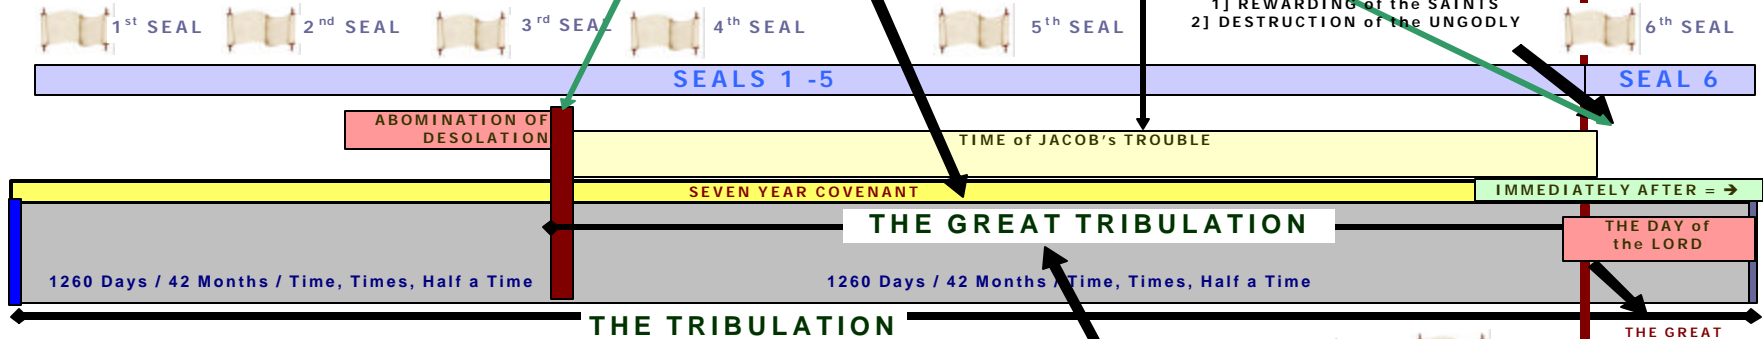 1] REWARDING of the SAINTS
2] DESTRUCTION of the UNGODLY
1st SEAL
2nd SEAL
3rd SEAL
4th SEAL
5th SEAL
6th SEAL
SEALS 1 -5
SEAL 6
ABOMINATION OF
DESOLATION
TIME of JACOB's TROUBLE
SEVEN YEAR COVENANT
IMMEDIATELY AFTER = →
THE GREAT TRIBULATION
THE DAY of
the LORD
1260 Days / 42 Months / Time, Times, Half a Time
1260 Days / 42 Months / Time, Times, Half a Time
THE TRIBULATION
THE GREAT